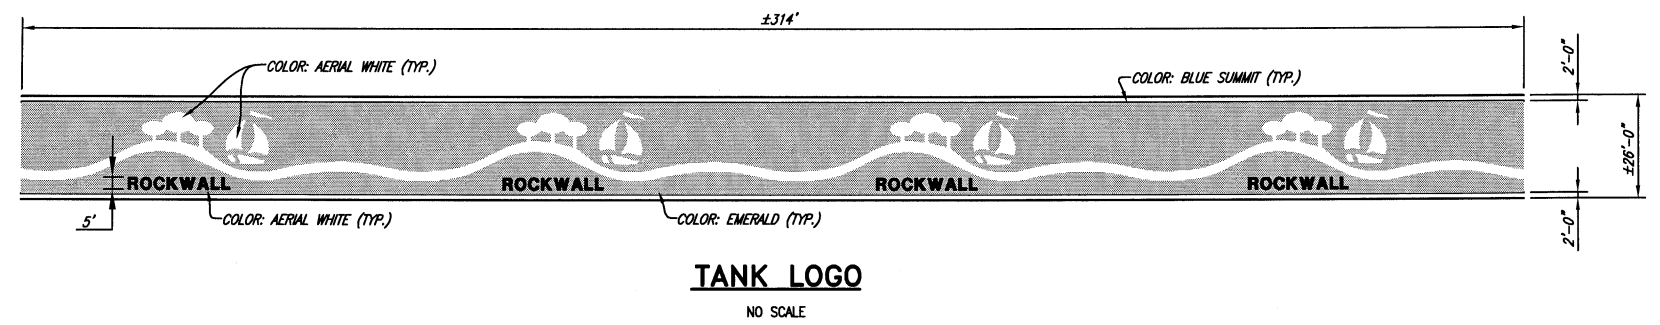 ±314'
COLOR: AERIAL WHITE (TYP.)
COLOR: BLUE SUMMIT (TYP.)
2'-0"
±26'-0"
ROCKWALL ROCKWALL ROCKWALL ROCKWALL
5'
COLOR: AERIAL WHITE (TYP.)
COLOR: EMERALD (TYP.)
2'-0"
TANK LOGO
NO SCALE